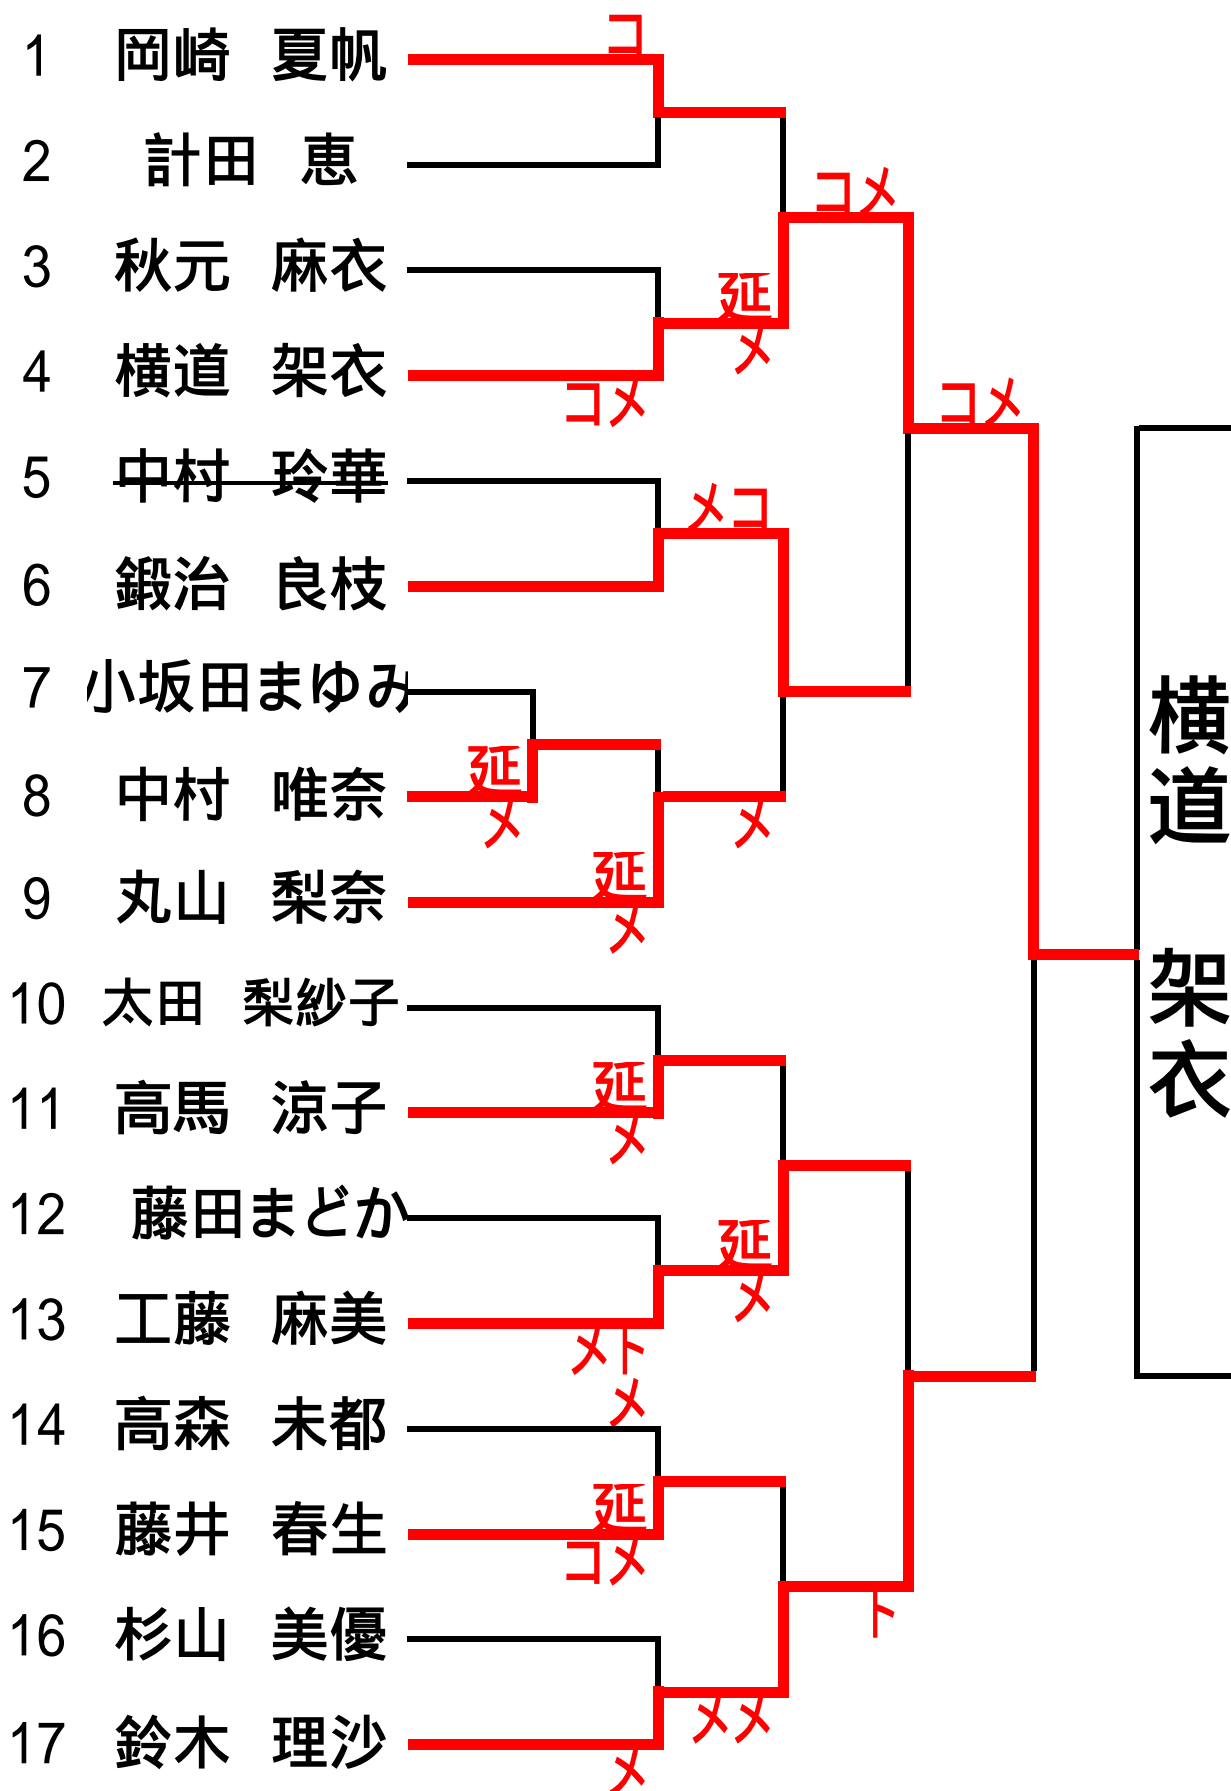 コ
1 岡崎 夏帆
2 計田 恵
コメ
3 秋元 麻衣
延
メ
4 横道 架衣
コメ
コメ
5 中村 玲華
メコ
6 鍛治 良枝
7 小坂田まゆみ
延
8 中村 唯奈
メ
メ
延
9 丸山 梨奈
メ
10 太田 梨紗子
延
11 高馬 涼子
メ
12 藤田まどか
延
メ
13 工藤 麻美
メト
メ
14 高森 未都
延
15 藤井 春生
コメ
ト
16 杉山 美優
メメ
17 鈴木 理沙
メ
横道 架衣